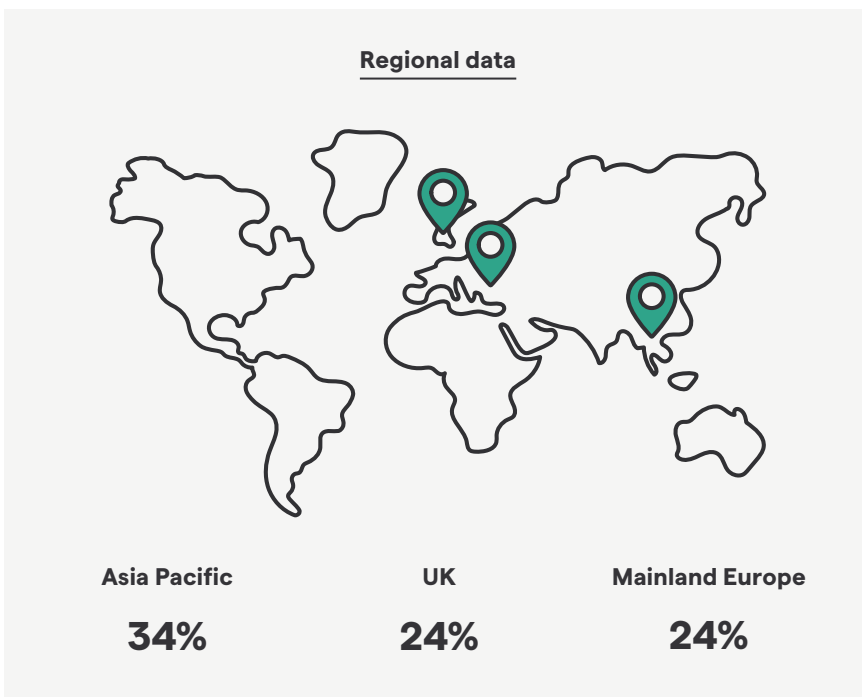 Regional data
Asia Pacific
34%
UK
24%
Mainland Europe
24%